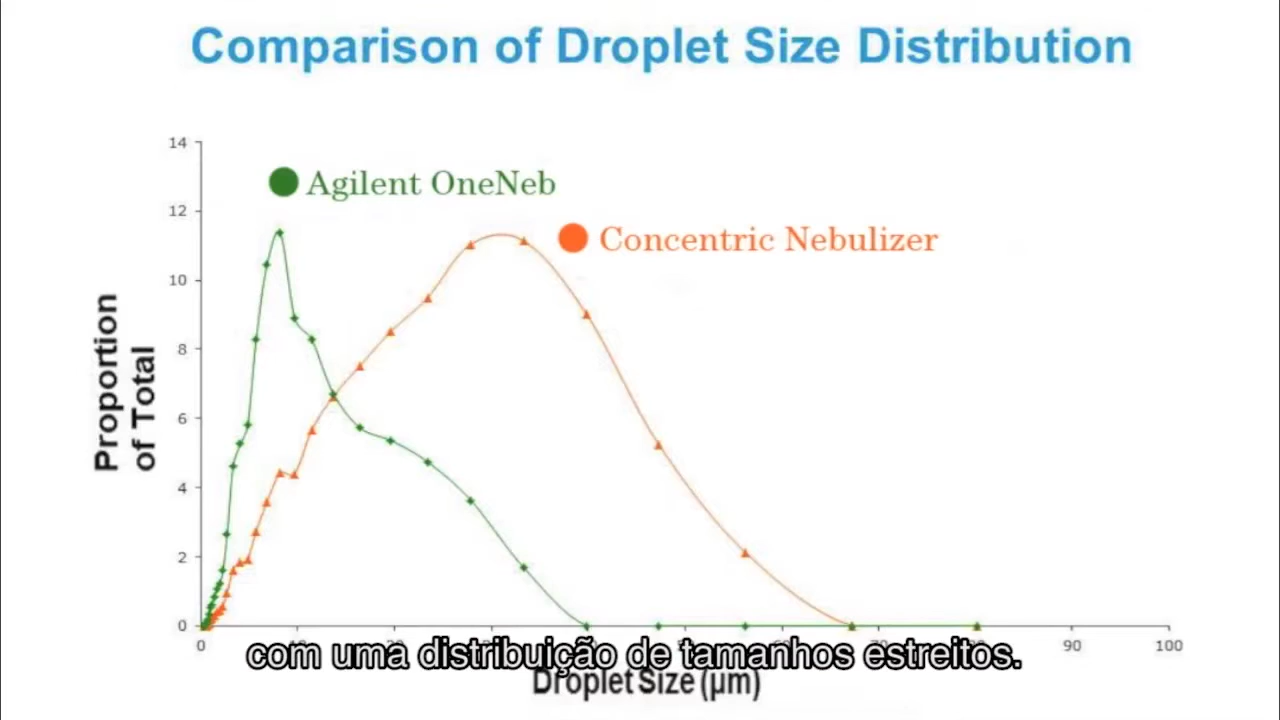 Comparison of Droplet Size Distribution
14
Agilent OneNeb
12
Concentric Nebulizer
10
Proportion
of Total
8
6
4
2
0
0
90
100
com uma distribuição de tamanhos estreitos.
Droplet Size (μm)